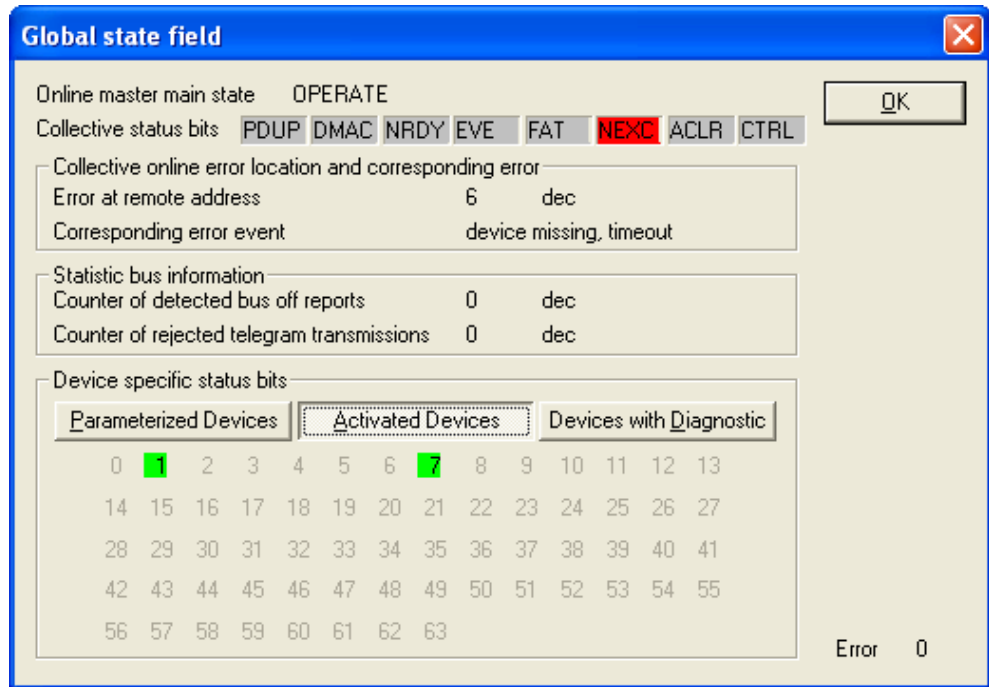 Global state field
Online master main state OPERATE
OK
Collective status bits PDUP DMAC NRDY EVE FAT NEXC ACLR CTRL
Collective online error location and corresponding error
Error at remote address 6 dec
Corresponding error event device missing, timeout
Statistic bus information
Counter of detected bus off reports 0 dec
Counter of rejected telegram transmissions 0 dec
Device specific status bits
Parameterized Devices Activated Devices Devices with Diagnostic
0 1 2 3 4 5 6 7 8 9 10 11 12 13
14 15 16 17 18 19 20 21 22 23 24 25 26 27
28 29 30 31 32 33 34 35 36 37 38 39 40 41
42 43 44 45 46 47 48 49 50 51 52 53 54 55
56 57 58 59 60 61 62 63
Error 0